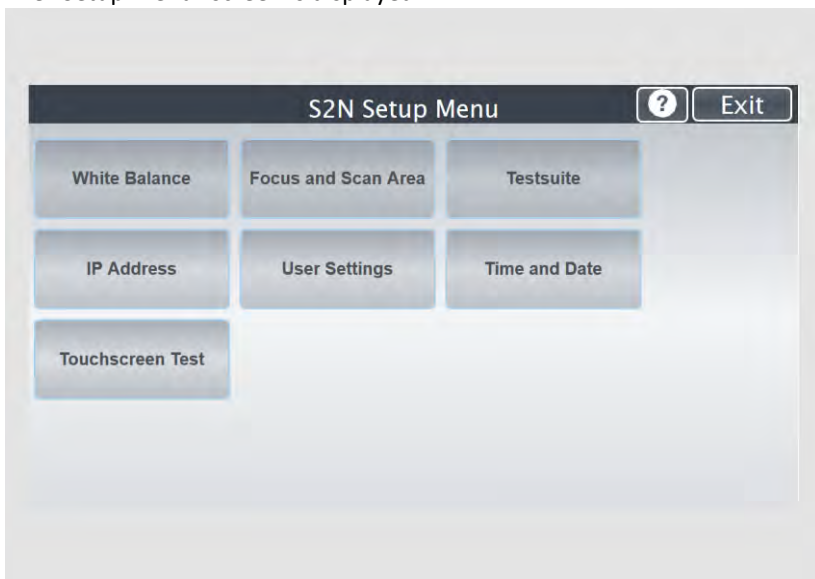 S2N Setup Menu ? Exit
White Balance Focus and Scan Area Testsuite
IP Address User Settings Time and Date
Touchscreen Test